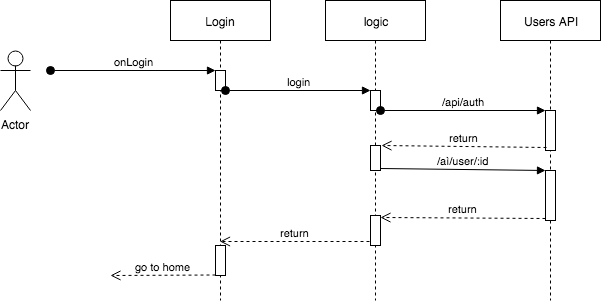 Login
logic
Users API
onLogin
Actor
login
/api/auth
return
/ai/user/:id
return
return
go to home